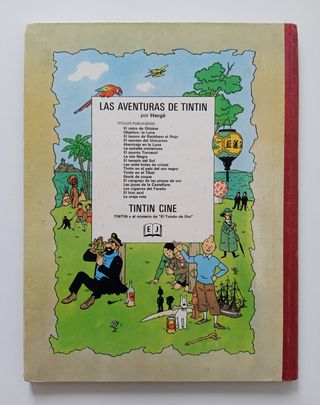 LAS AVENTURAS DE TINTIN
por Hergé
TITULOS PUBLICADOS:
El cetro de Ottokar
Objetivo: la Luna
El tesoro de Rackham el Rojo
El secreto del Unicornio
Aterrizaje en la Luna
La estrella misteriosa
El asunto Tornasol
La isla Negra
El templo del Sol
Las siete bolas de cristal
Tintín en el país del oro negro
Tintín en el Tibet
Stock de coque
El cangrejo de las pinzas de oro
Las joyas de la Castafiore
Los cigarros del Faraón
El loto azul
La oreja rota
TINTIN CINE
TINTIN y el misterio de "El Toisón de Oro"
E J